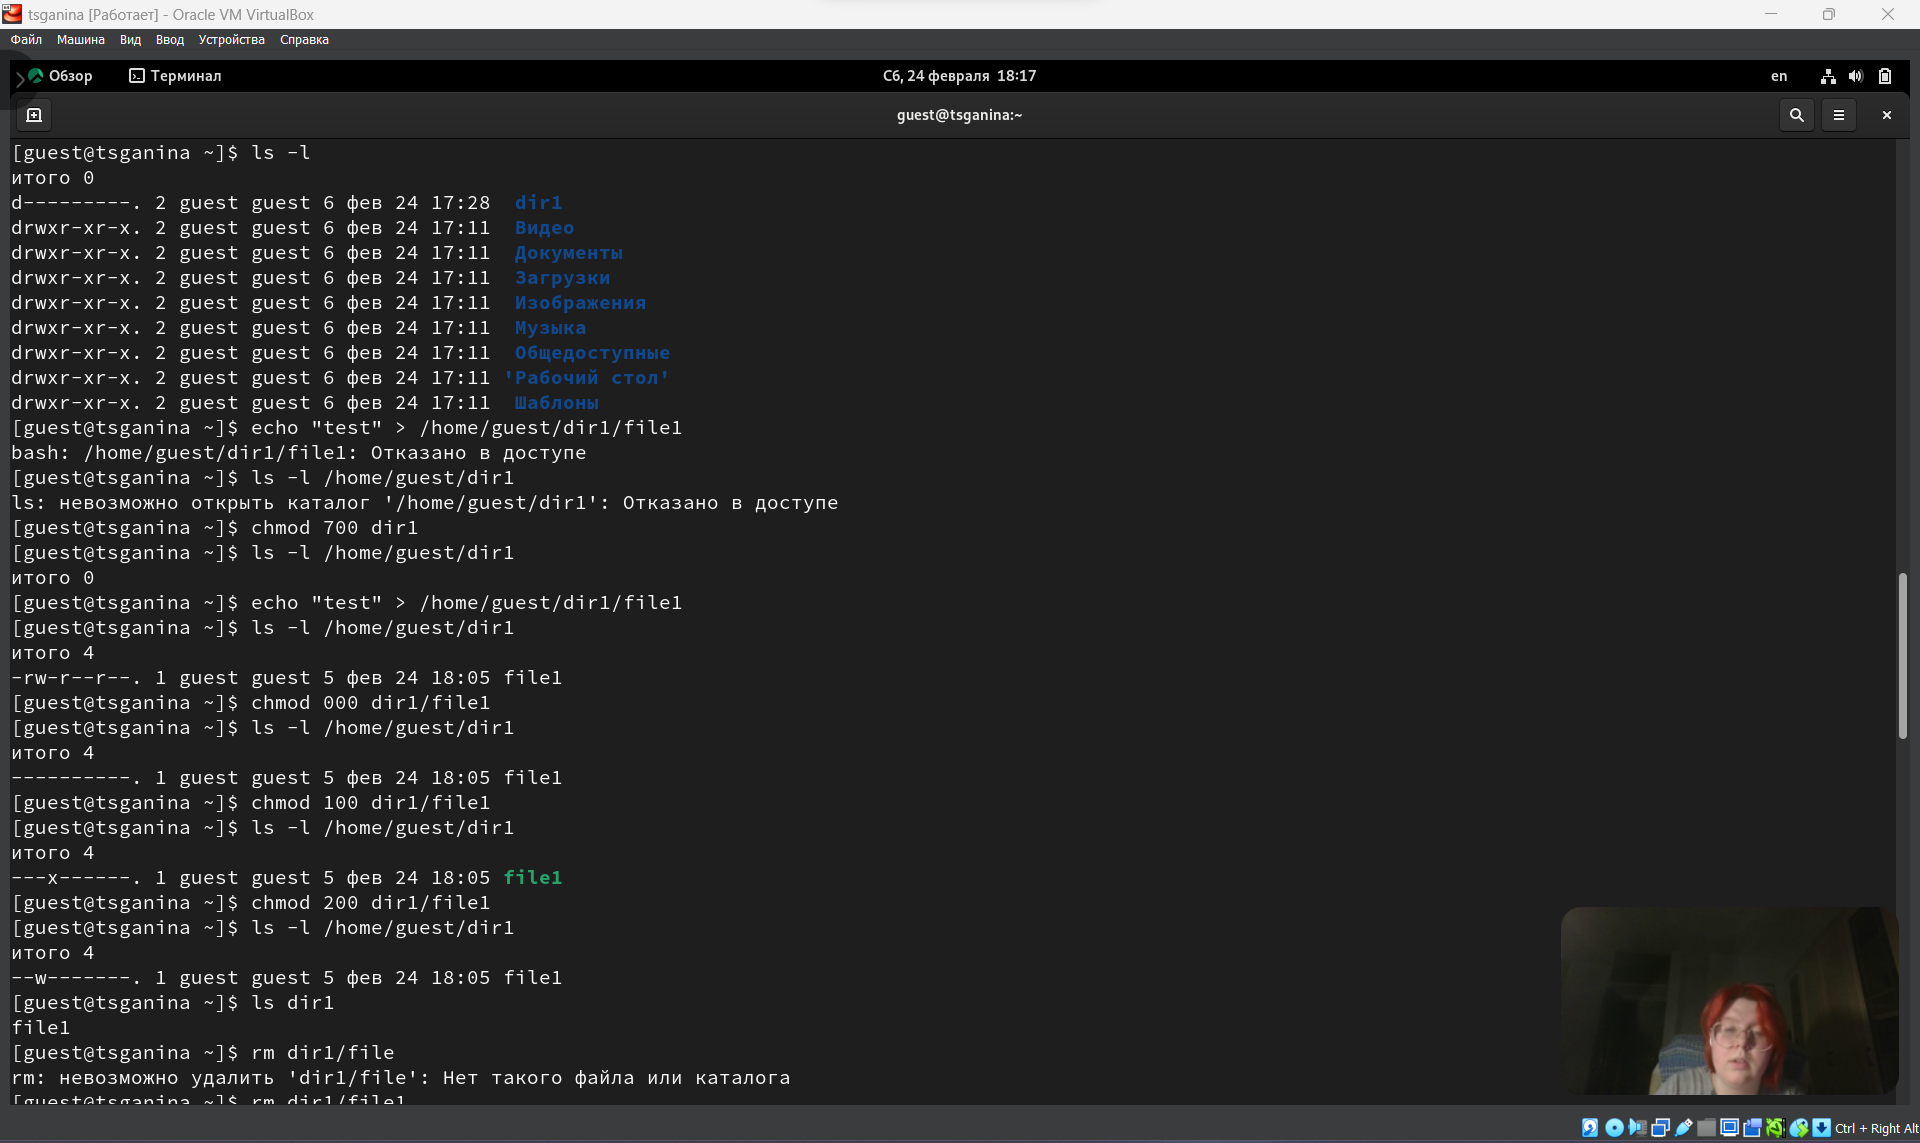 tsganina [Работает] - Oracle VM VirtualBox
Файл Машина Вид Ввод Устройства Справка
Обзор Терминал Сб, 24 февраля 18:17 en
guest@tsganina:~
[guest@tsganina ~]$ ls -l
итого 0
d---------. 2 guest guest 6 фев 24 17:28  dir1
drwxr-xr-x. 2 guest guest 6 фев 24 17:11  Видео
drwxr-xr-x. 2 guest guest 6 фев 24 17:11  Документы
drwxr-xr-x. 2 guest guest 6 фев 24 17:11  Загрузки
drwxr-xr-x. 2 guest guest 6 фев 24 17:11  Изображения
drwxr-xr-x. 2 guest guest 6 фев 24 17:11  Музыка
drwxr-xr-x. 2 guest guest 6 фев 24 17:11  Общедоступные
drwxr-xr-x. 2 guest guest 6 фев 24 17:11 'Рабочий стол'
drwxr-xr-x. 2 guest guest 6 фев 24 17:11  Шаблоны
[guest@tsganina ~]$ echo "test" > /home/guest/dir1/file1
bash: /home/guest/dir1/file1: Отказано в доступе
[guest@tsganina ~]$ ls -l /home/guest/dir1
ls: невозможно открыть каталог '/home/guest/dir1': Отказано в доступе
[guest@tsganina ~]$ chmod 700 dir1
[guest@tsganina ~]$ ls -l /home/guest/dir1
итого 0
[guest@tsganina ~]$ echo "test" > /home/guest/dir1/file1
[guest@tsganina ~]$ ls -l /home/guest/dir1
итого 4
-rw-r--r--. 1 guest guest 5 фев 24 18:05 file1
[guest@tsganina ~]$ chmod 000 dir1/file1
[guest@tsganina ~]$ ls -l /home/guest/dir1
итого 4
----------. 1 guest guest 5 фев 24 18:05 file1
[guest@tsganina ~]$ chmod 100 dir1/file1
[guest@tsganina ~]$ ls -l /home/guest/dir1
итого 4
---x------. 1 guest guest 5 фев 24 18:05 file1
[guest@tsganina ~]$ chmod 200 dir1/file1
[guest@tsganina ~]$ ls -l /home/guest/dir1
итого 4
--w-------. 1 guest guest 5 фев 24 18:05 file1
[guest@tsganina ~]$ ls dir1
file1
[guest@tsganina ~]$ rm dir1/file
rm: невозможно удалить 'dir1/file': Нет такого файла или каталога
[guest@tsganina ~]$ rm dir1/file1
Ctrl + Right Alt